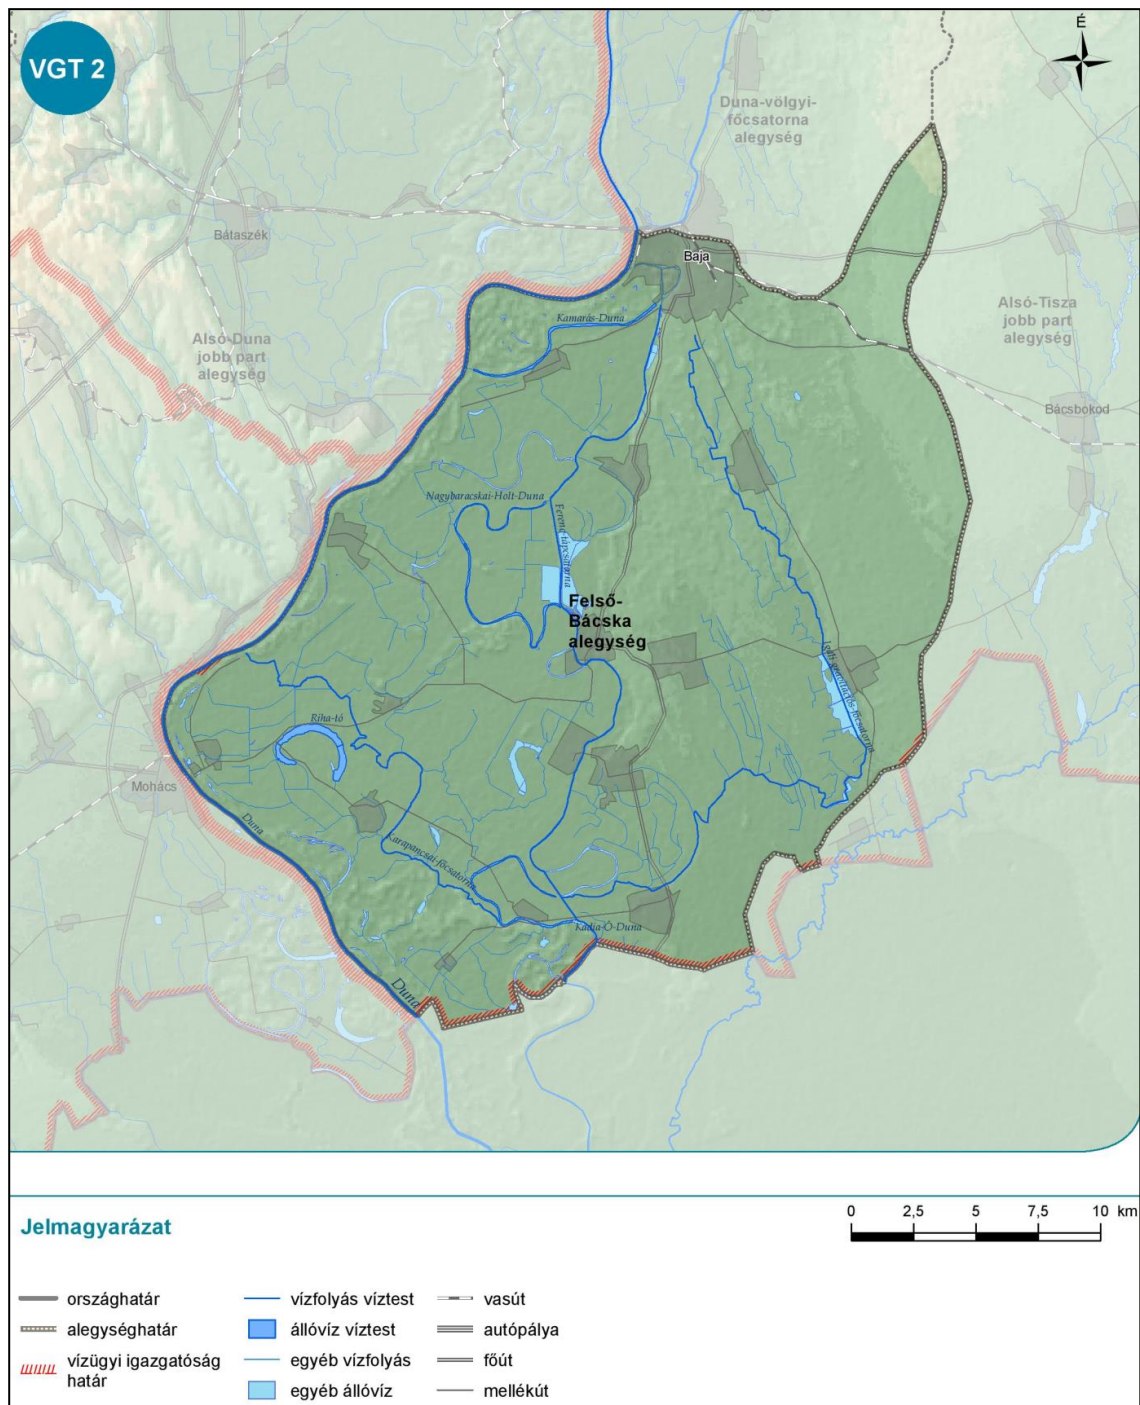 VGT 2
É
Duna-völgyi-
főcsatorna
alegység
Bátaszék
Baja
Alsó-Tisza
jobb part
alegység
Kamarás-Duna
Alsó-Duna
jobb part
alegység
Bácsbokod
Nagybaracskai-Holt-Duna
Ferenc-tápcsatorna
Felső-
Bácska
alegység
Igali-
főcsatorna
Riha-tó
Mohács
Duna
Karapancsai-főcsatorna
Kadia-Ó-Duna
Duna
Jelmagyarázat
0 2,5 5 7,5 10 km
országhatár
alegységhatár
vízügyi igazgatóság
határ
vízfolyás víztest
állóvíz víztest
egyéb vízfolyás
egyéb állóvíz
vasút
autópálya
főút
mellékút